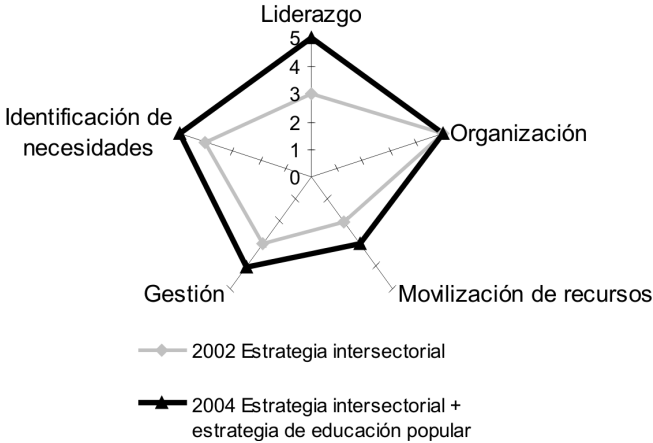 Liderazgo
5
4
3
2
1
0
Identificación de
necesidades
Organización
Gestión
Movilización de recursos
2002 Estrategia intersectorial
2004 Estrategia intersectorial +
estrategia de educación popular